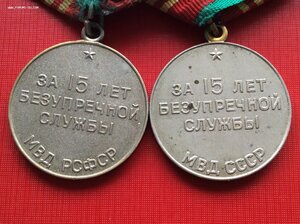 ЗА 15 ЛЕТ
БЕЗУПРЕЧНОЙ
СЛУЖБЫ
МВД РСФСР
ЗА 15 ЛЕТ
БЕЗУПРЕЧНОЙ
СЛУЖБЫ
МВД СССР